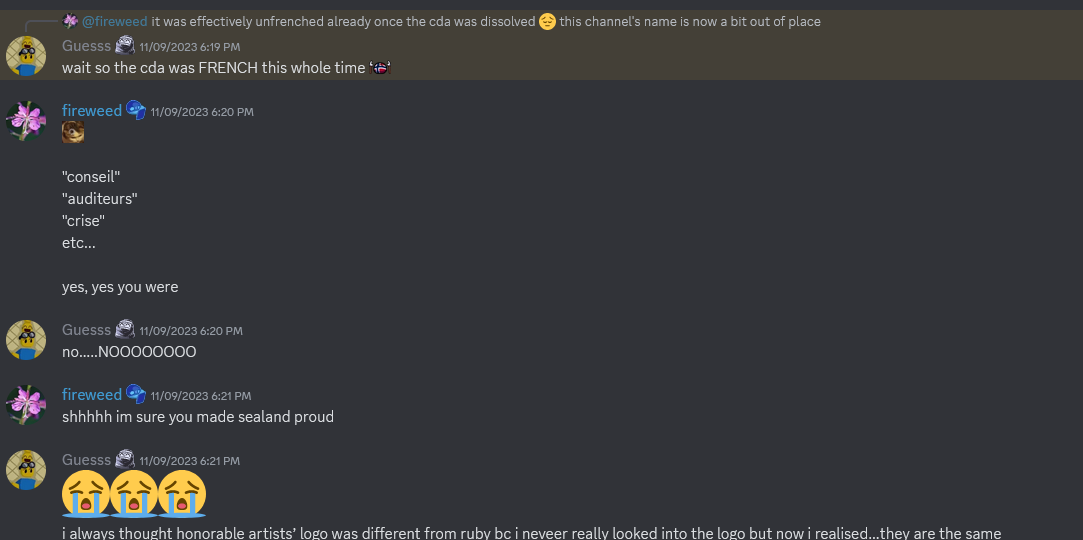 @fireweed it was effectively unfrenched already once the cda was dissolved 😔 this channel's name is now a bit out of place
Guesss 11/09/2023 6:19 PM
wait so the cda was FRENCH this whole time
fireweed 11/09/2023 6:20 PM
"conseil"
"auditeurs"
"crise"
etc...
yes, yes you were
Guesss 11/09/2023 6:20 PM
no.....NOOOOOOOO
fireweed 11/09/2023 6:21 PM
shhhhh im sure you made sealand proud
Guesss 11/09/2023 6:21 PM
😭😭😭
i always thought honorable artists' logo was different from ruby bc i neveer really looked into the logo but now i realised...they are the same